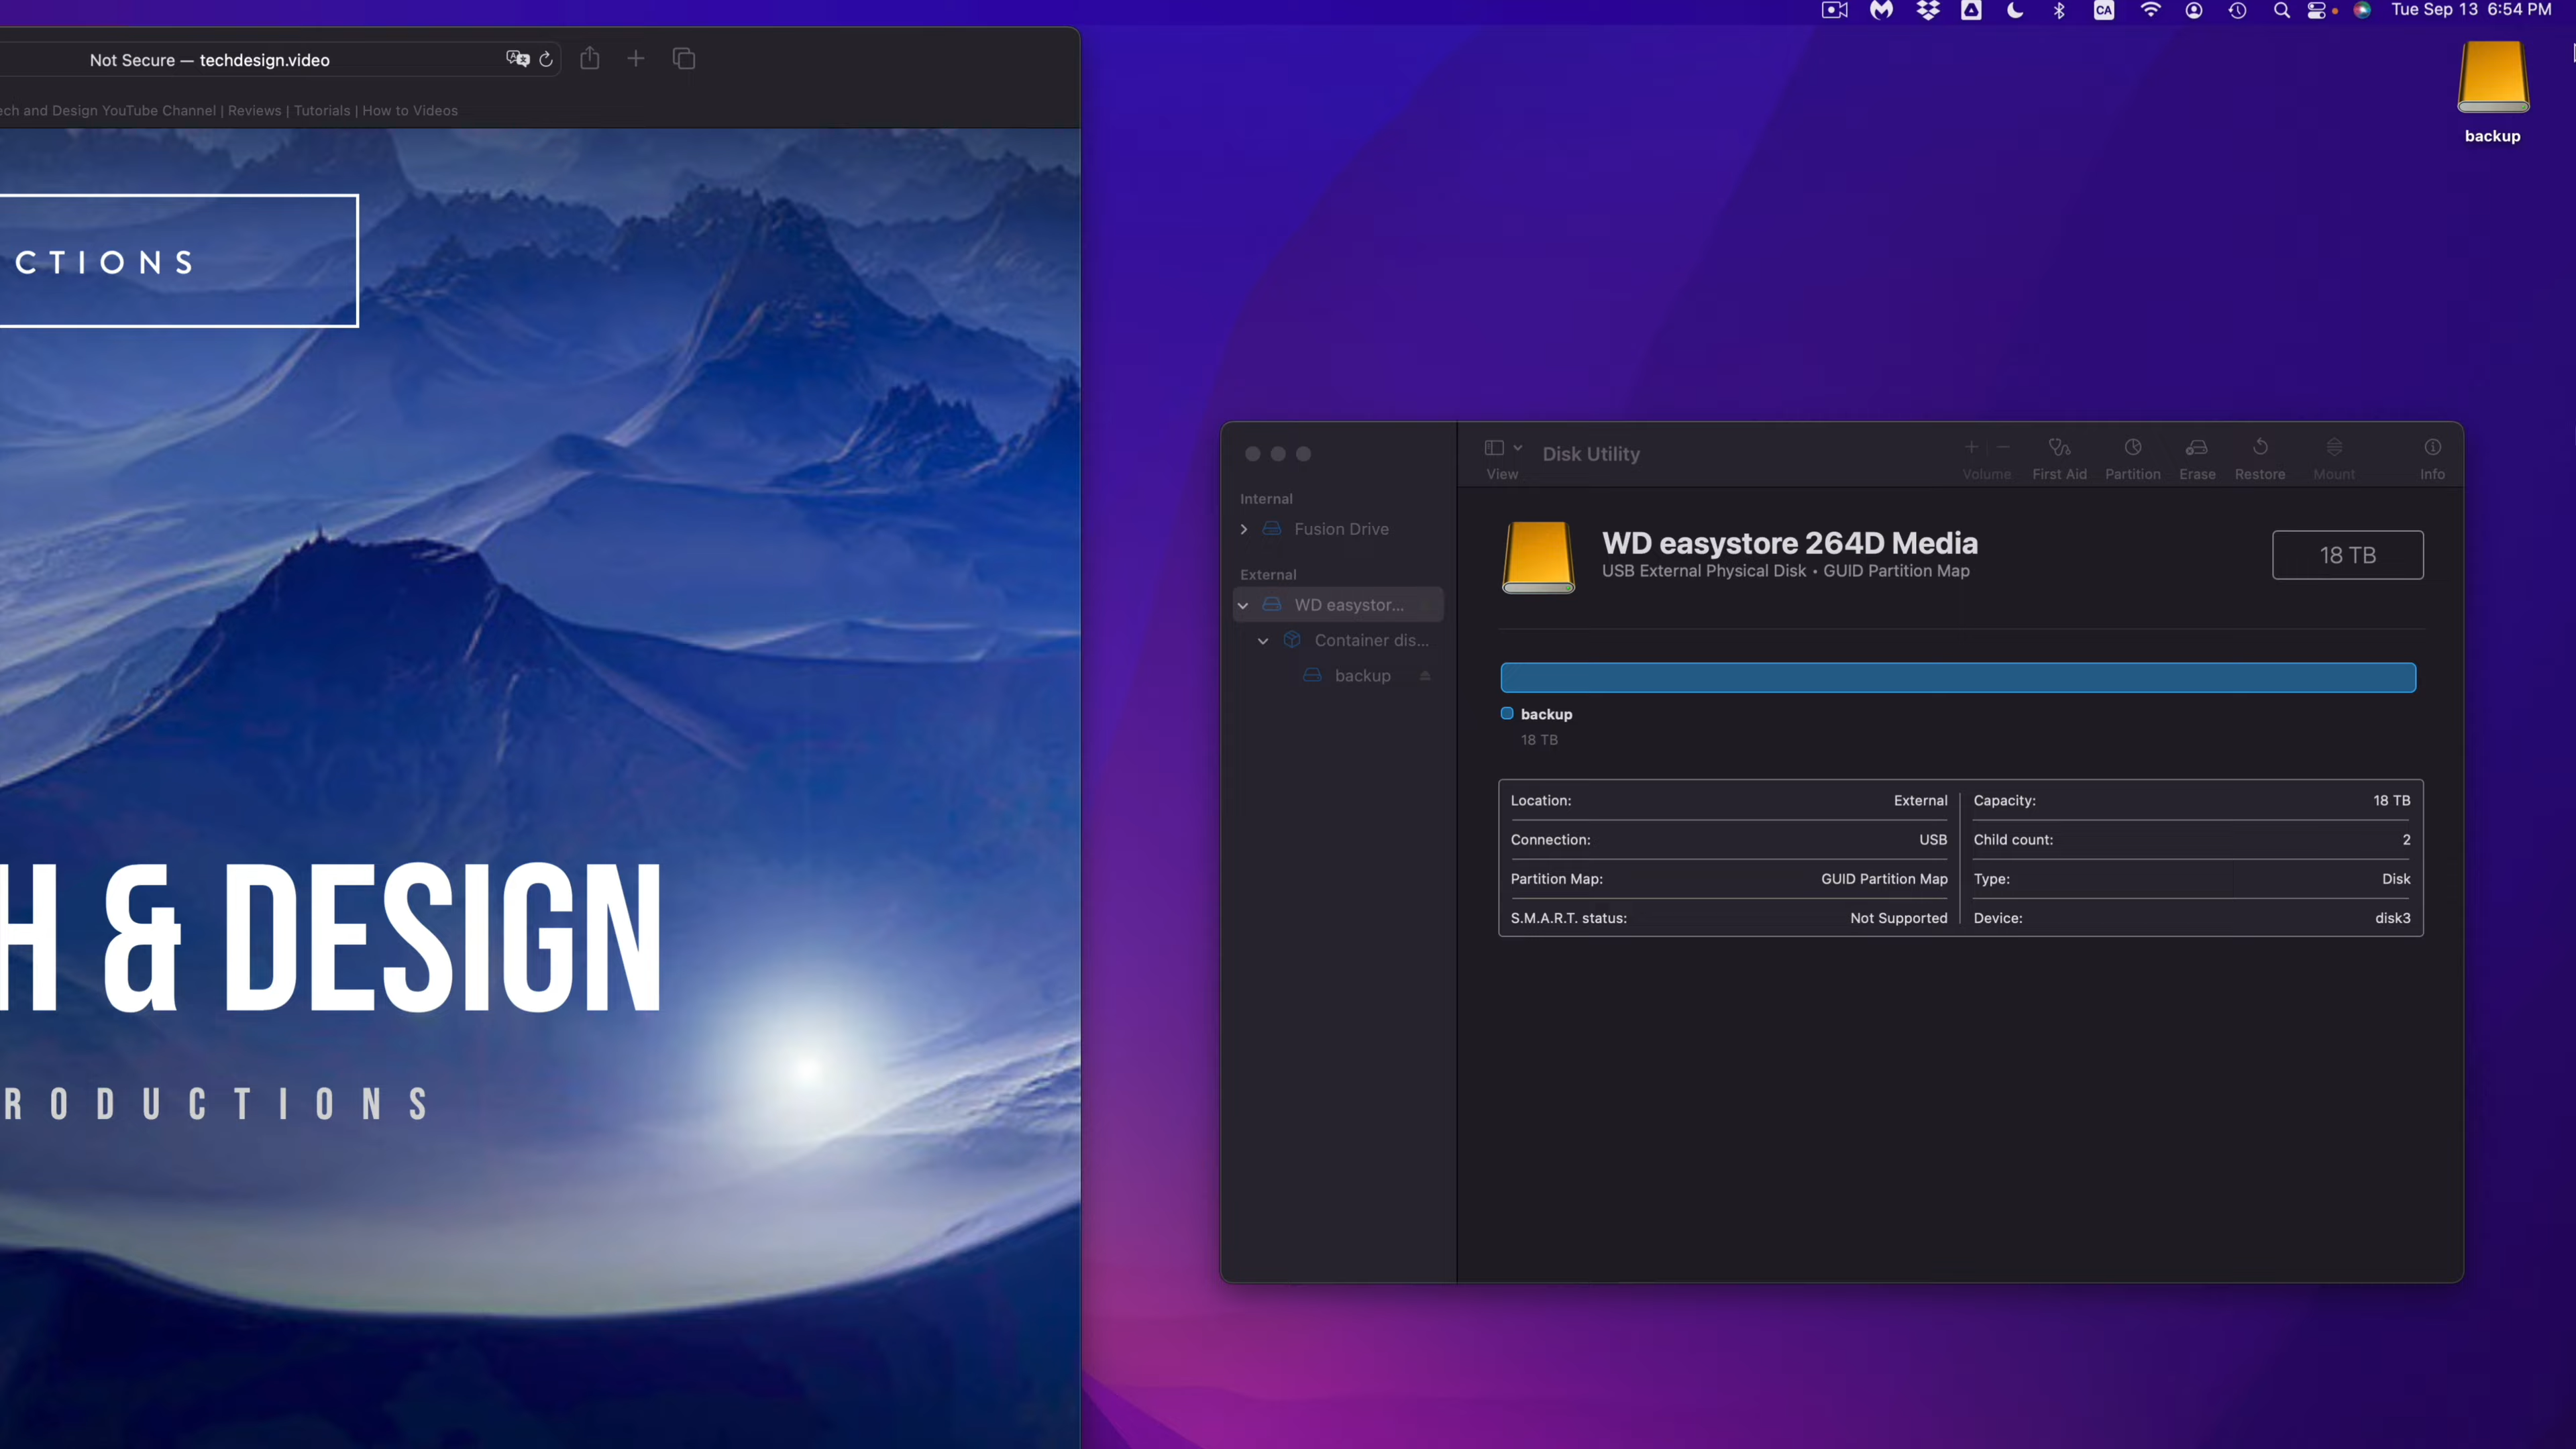 Tue Sep 13 6:54 PM
CA
Not Secure — techdesign.video
ech and Design YouTube Channel | Reviews | Tutorials | How to Videos
CTIONS
H & DESIGN
RODUCTIONS
backup
Disk Utility
View
Volume
First Aid
Partition
Erase
Restore
Mount
Info
Internal
Fusion Drive
External
WD easystor...
Container dis...
backup
WD easystore 264D Media
USB External Physical Disk • GUID Partition Map
18 TB
backup
18 TB
Location: External
Capacity: 18 TB
Connection: USB
Child count: 2
Partition Map: GUID Partition Map
Type: Disk
S.M.A.R.T. status: Not Supported
Device: disk3